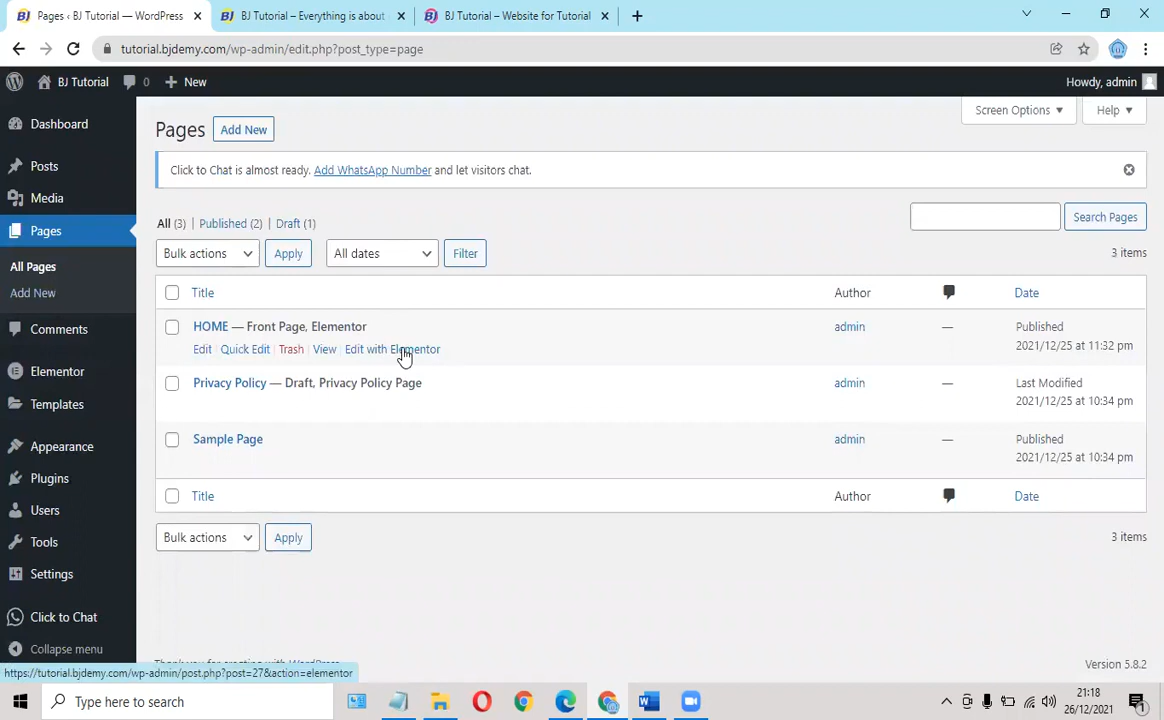 Pages ‹ BJ Tutorial — WordPress
BJ Tutorial – Everything is about
BJ Tutorial – Website for Tutorial
tutorial.bjdemy.com/wp-admin/edit.php?post_type=page
BJ Tutorial
0
New
Howdy, admin
Dashboard
Posts
Media
Pages
All Pages
Add New
Comments
Elementor
Templates
Appearance
Plugins
Users
Tools
Settings
Click to Chat
Collapse menu
Screen Options
Help
Pages
Add New
Click to Chat is almost ready. Add WhatsApp Number and let visitors chat.
All (3) | Published (2) | Draft (1)
Search Pages
Bulk actions
Apply
All dates
Filter
3 items
Title
Author
Date
HOME — Front Page, Elementor
admin
—
Published
Edit | Quick Edit | Trash | View | Edit with Elementor
2021/12/25 at 11:32 pm
Privacy Policy — Draft, Privacy Policy Page
admin
—
Last Modified
2021/12/25 at 10:34 pm
Sample Page
admin
—
Published
2021/12/25 at 10:34 pm
Title
Author
Date
Bulk actions
Apply
3 items
Version 5.8.2
https://tutorial.bjdemy.com/wp-admin/post.php?post=27&action=elementor
Type here to search
21:18
26/12/2021
1